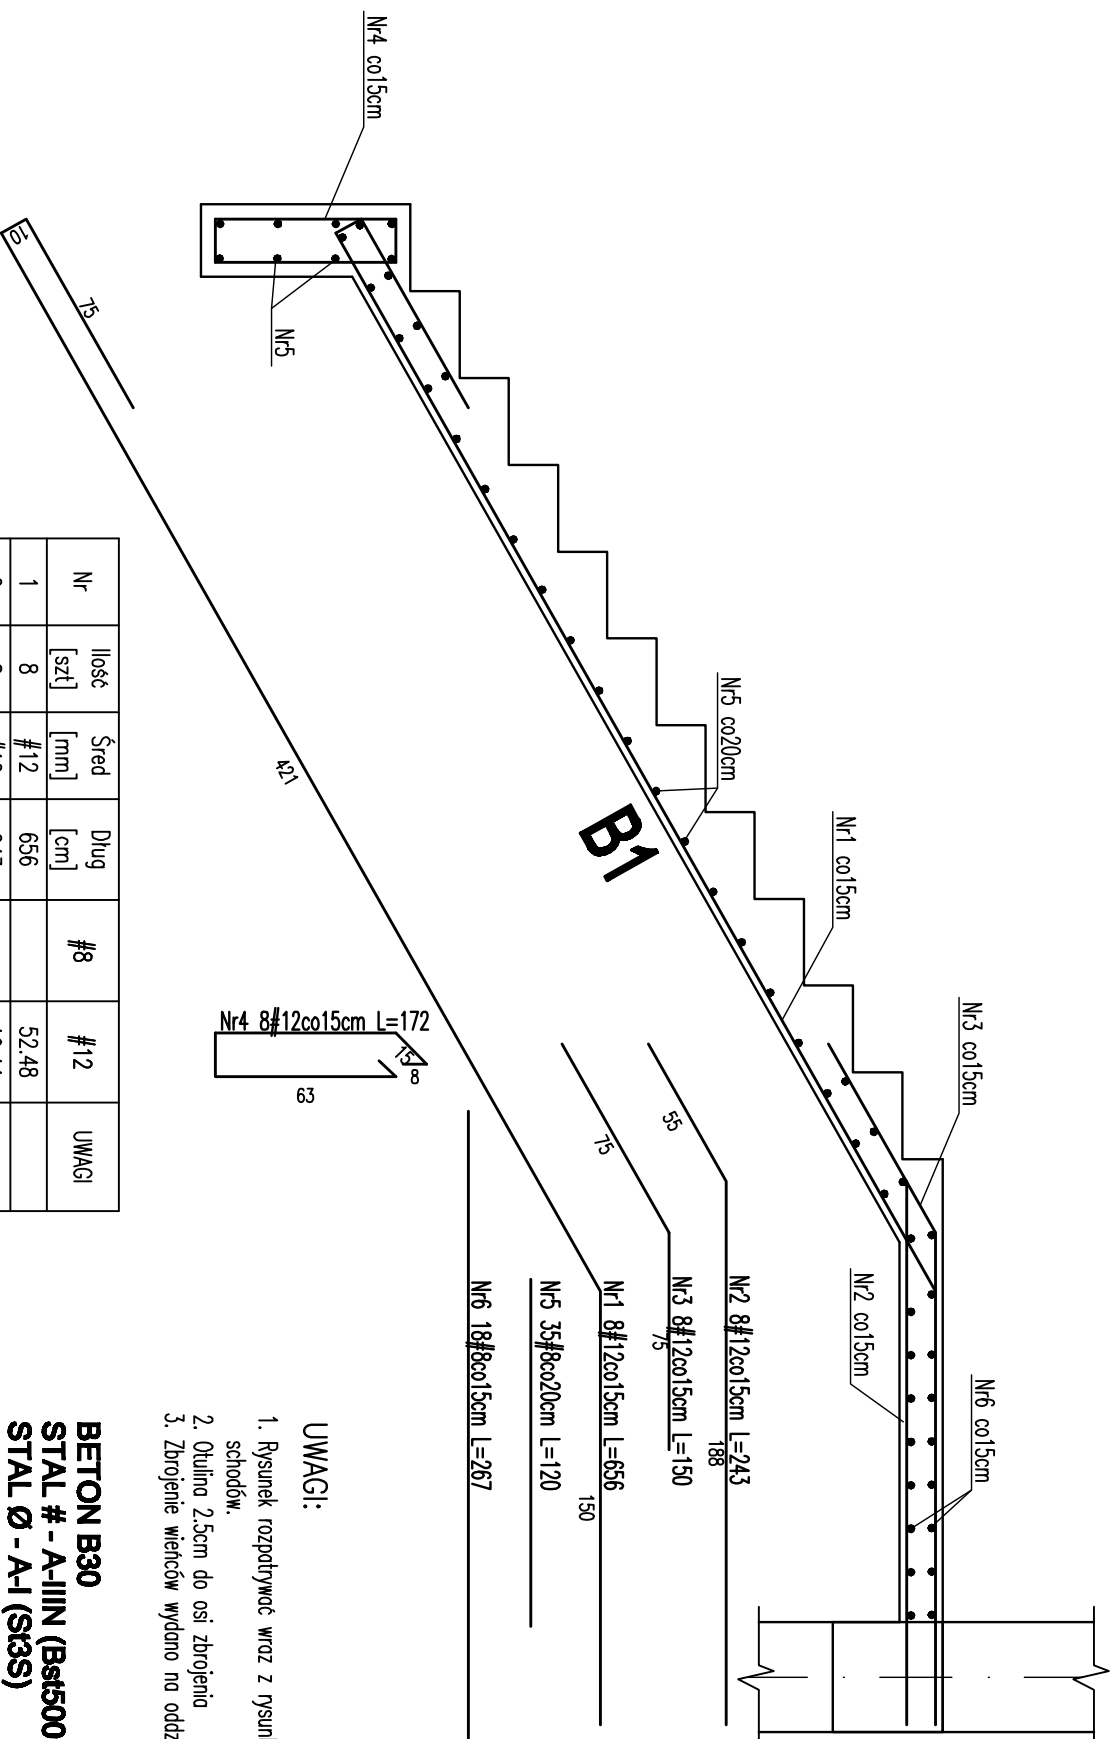 Nr4 co15cm
Nr5
Nr5 co20cm
Nr1 co15cm
Nr3 co15cm
Nr2 co15cm
Nr6 co15cm
B1
10
75
421
150
Nr1 8#12co15cm L=656
55
188
Nr2 8#12co15cm L=243
75
75
Nr3 8#12co15cm L=150
Nr4 8#12co15cm L=172
15
8
63
Nr5 35#8co20cm L=120
Nr6 18#8co15cm L=267
Nr Ilość [szt] Śred [mm] Dług [cm] #8 #12 UWAGI
1 8 #12 656 52.48
UWAGI:
1. Rysunek rozpatrywać wraz z
schodów.
2. Otulina 2.5cm do osi zbrojenia
3. Zbrojenie wieńców wydano na
BETON B30
STAL # - A-IIIN (Bst500
STAL Ø - A-I (St3S)